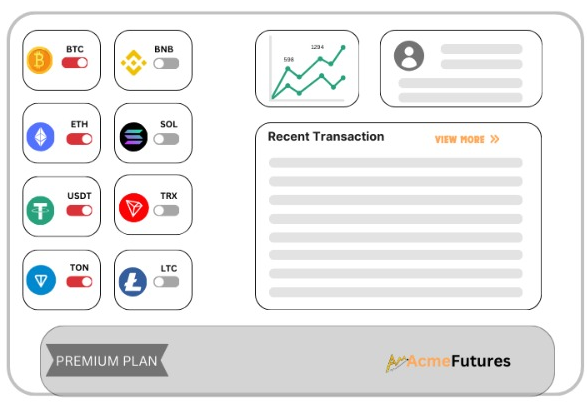 BTC
BNB
ETH
SOL
USDT
TRX
TON
LTC
598
1294
Recent Transaction
VIEW MORE »
PREMIUM PLAN
AcmeFutures